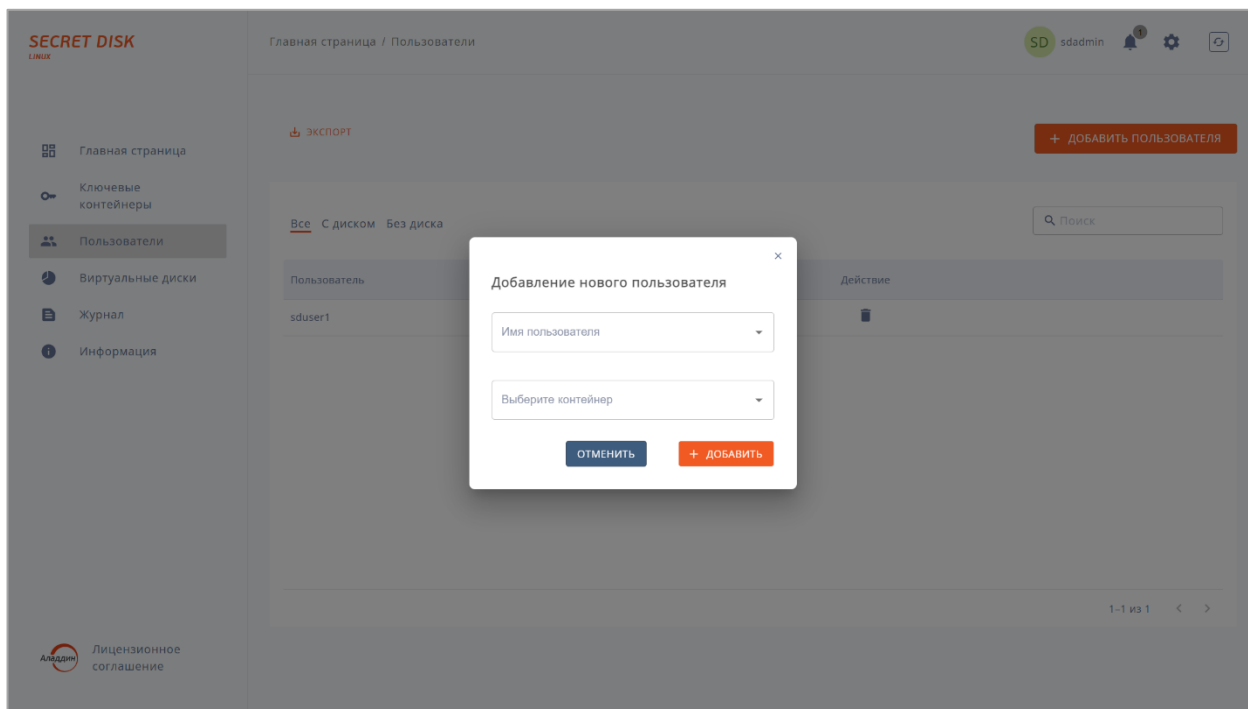 SECRET DISK
LINUX
Главная страница / Пользователи
SD sdadmin 1
ЭКСПОРТ
+ ДОБАВИТЬ ПОЛЬЗОВАТЕЛЯ
Главная страница
Ключевые
контейнеры
Пользователи
Виртуальные диски
Журнал
Информация
Все С диском Без диска
Поиск
Пользователь
Действие
sduser1
×
Добавление нового пользователя
Имя пользователя
Выберите контейнер
ОТМЕНИТЬ
+ ДОБАВИТЬ
1–1 из 1 < >
Аладдин
Лицензионное
соглашение